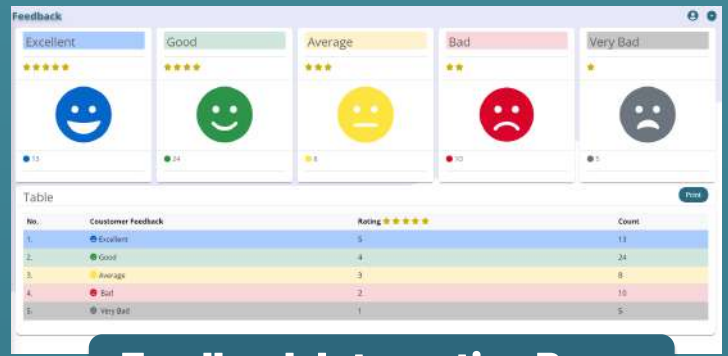 Feedback
Excellent Good Average Bad Very Bad
13 24 8 10 5
Table Print
No. Coustomer Feedback Rating Count
1. Excellent 5 13
2. Good 4 24
3. Average 3 8
4. Bad 2 10
5. Very Bad 1 5